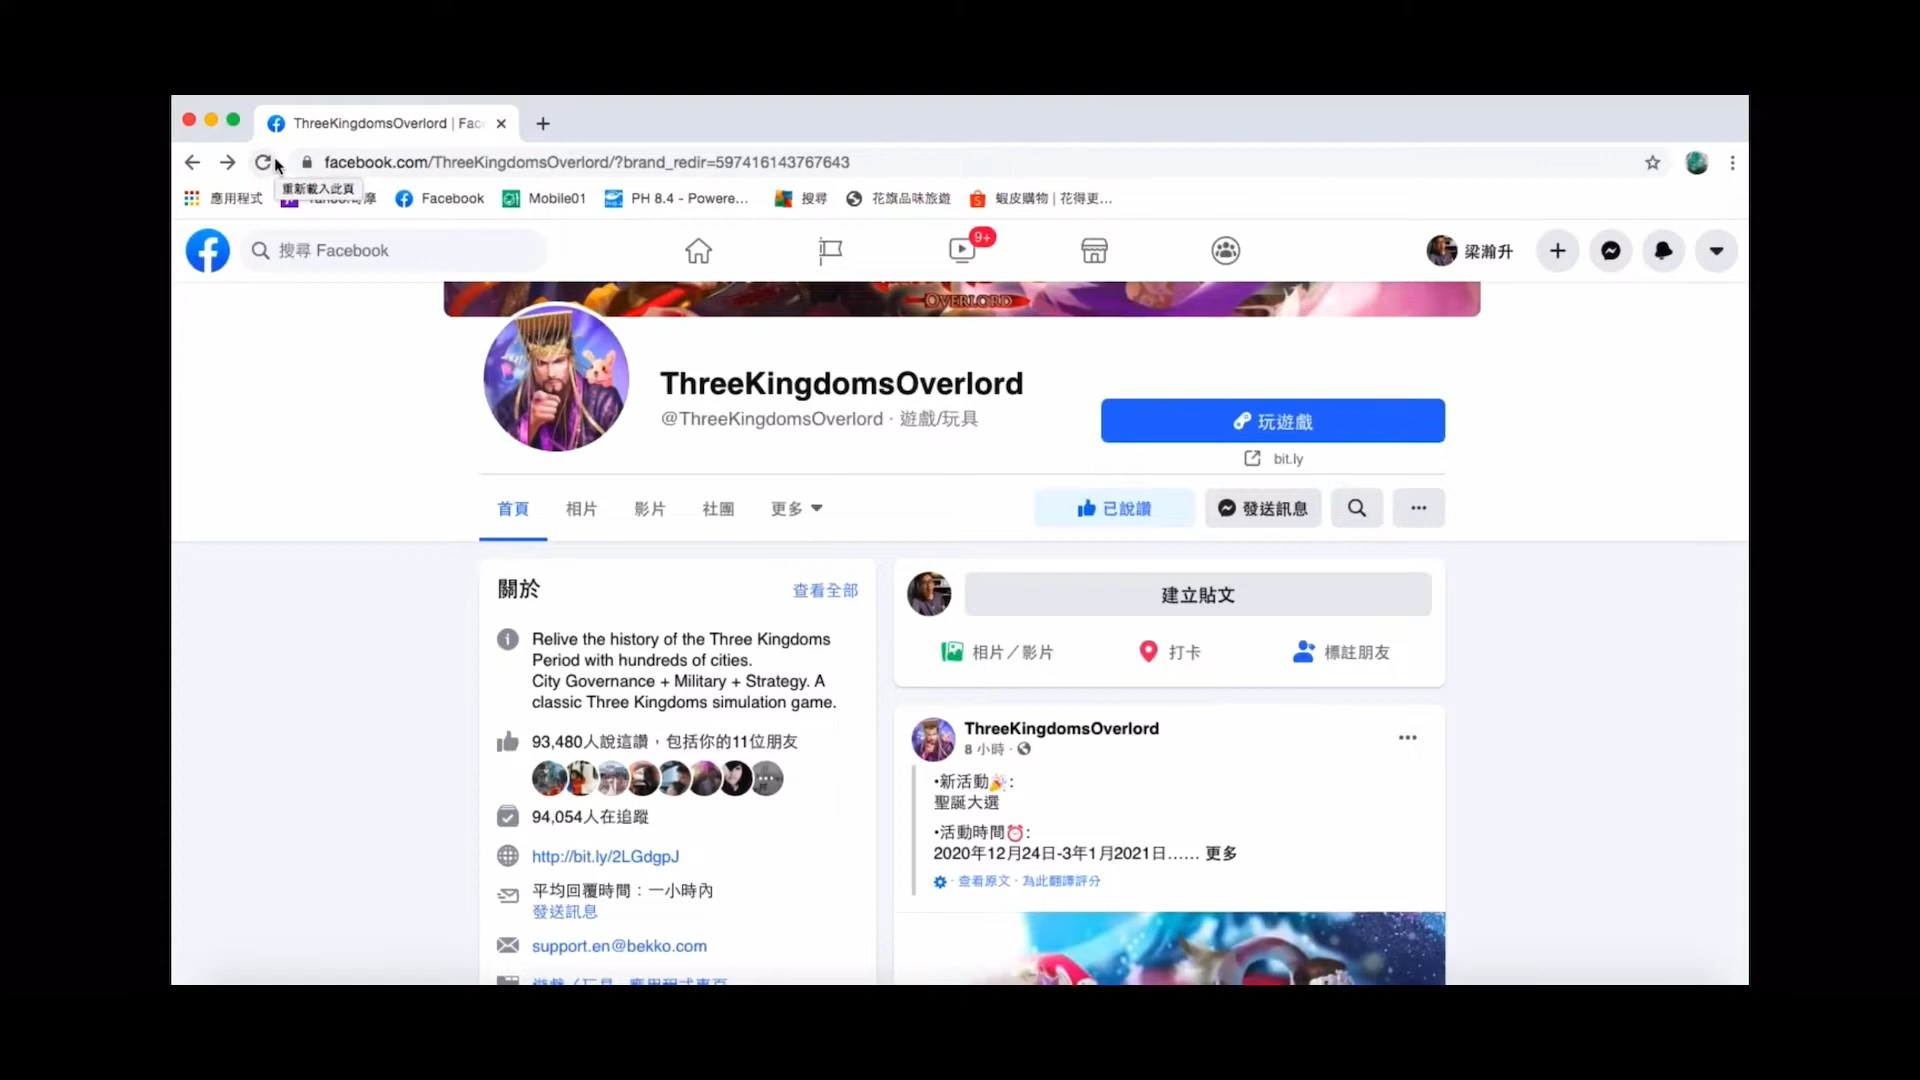 ThreeKingdomsOverlord | Fac
facebook.com/ThreeKingdomsOverlord/?brand_redir=597416143767643
重新載入此頁
應用程式
Facebook
Mobile01
PH 8.4 - Powere...
搜尋
花旗品味旅遊
蝦皮購物 | 花得更...
搜尋 Facebook
9+
梁瀚升
OVERLORD
ThreeKingdomsOverlord
@ThreeKingdomsOverlord · 遊戲/玩具
玩遊戲
bit.ly
首頁
相片
影片
社團
更多
已說讚
發送訊息
關於
查看全部
Relive the history of the Three Kingdoms
Period with hundreds of cities.
City Governance + Military + Strategy. A
classic Three Kingdoms simulation game.
93,480人說這讚，包括你的11位朋友
94,054人在追蹤
http://bit.ly/2LGdgpJ
平均回覆時間：一小時內
發送訊息
support.en@bekko.com
建立貼文
相片／影片
打卡
標註朋友
ThreeKingdomsOverlord
8 小時 ·
•新活動🎉:
聖誕大選
•活動時間⏰:
2020年12月24日-3年1月2021日…… 更多
· 查看原文 · 為此翻譯評分